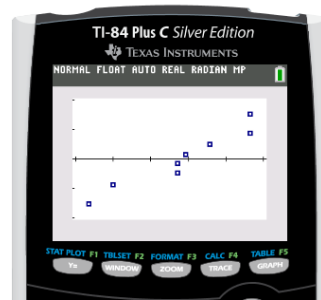 TI-84 Plus C Silver Edition
TEXAS INSTRUMENTS
NORMAL FLOAT AUTO REAL RADIAN MP
STAT PLOT F1 TBLSET F2 FORMAT F3 CALC F4 TABLE F5
Y= WINDOW ZOOM TRACE GRAPH